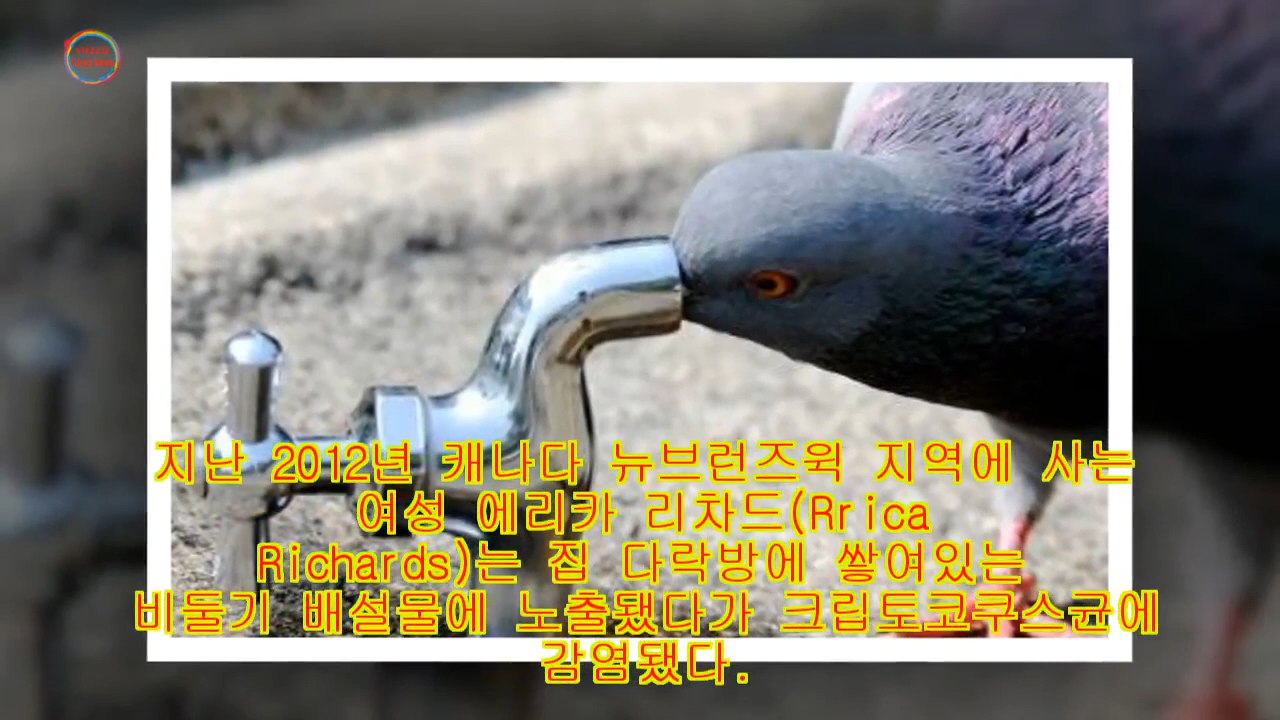 지난 2012년 캐나다 뉴브런즈윅 지역에 사는
여성 에리카 리차드(Rrica
Richards)는 집 다락방에 쌓여있는
비둘기 배설물에 노출됐다가 크립토코쿠스균에
감염됐다.